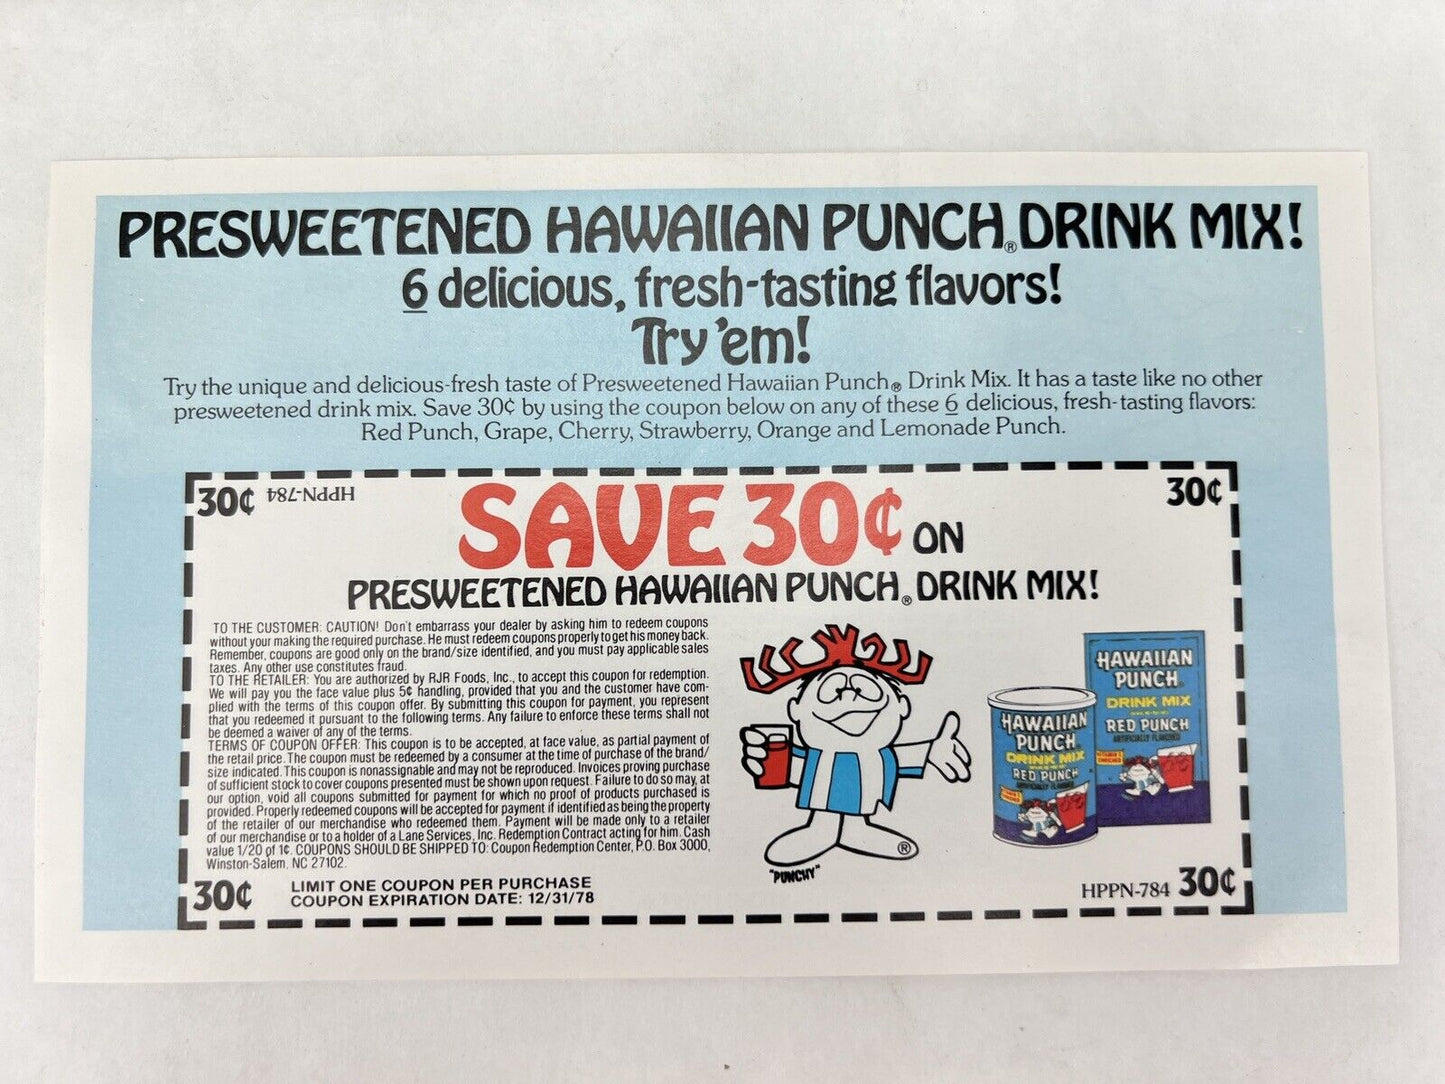 PRESWEETENED HAWAIIAN PUNCH® DRINK MIX!
6 delicious, fresh-tasting flavors!
Try 'em!
Try the unique and delicious-fresh taste of Presweetened Hawaiian Punch® Drink Mix. It has a taste like no other
presweetened drink mix. Save 30¢ by using the coupon below on any of these 6 delicious, fresh-tasting flavors:
Red Punch, Grape, Cherry, Strawberry, Orange and Lemonade Punch.
30¢ HPPN-784
30¢
SAVE 30¢ ON
PRESWEETENED HAWAIIAN PUNCH® DRINK MIX!
TO THE CUSTOMER: CAUTION! Don't embarrass your dealer by asking him to redeem coupons
without your making the required purchase. He must redeem coupons properly to get his money back.
Remember, coupons are good only on the brand/size identified, and you must pay applicable sales
taxes. Any other use constitutes fraud.
TO THE RETAILER: You are authorized by RJR Foods, Inc., to accept this coupon for redemption.
We will pay you the face value plus 5¢ handling, provided that you and the customer have com-
plied with the terms of this coupon offer. By submitting this coupon for payment, you represent
that you redeemed it pursuant to the following terms. Any failure to enforce these terms shall not
be deemed a waiver of any of the terms.
TERMS OF COUPON OFFER: This coupon is to be accepted, at face value, as partial payment of
the retail price. The coupon must be redeemed by a consumer at the time of purchase of the brand/
size indicated. This coupon is nonassignable and may not be reproduced. Invoices proving purchase
of sufficient stock to cover coupons presented must be shown upon request. Failure to do so may, at
our option, void all coupons submitted for payment for which no proof of products purchased is
provided. Properly redeemed coupons will be accepted for payment if identified as being the property
of the retailer of our merchandise who redeemed them. Payment will be made only to a retailer
of our merchandise or to a holder of a Lane Services, Inc. Redemption Contract acting for him. Cash
value 1/20 of 1¢. COUPONS SHOULD BE SHIPPED TO: Coupon Redemption Center, P.O. Box 3000,
Winston-Salem, NC 27102.
30¢
LIMIT ONE COUPON PER PURCHASE
COUPON EXPIRATION DATE: 12/31/78
®
"PUNCHY"
HAWAIIAN
PUNCH
DRINK MIX
RED PUNCH
ARTIFICIALLY FLAVORED
HAWAIIAN
PUNCH
DRINK MIX
RED PUNCH
ARTIFICIALLY FLAVORED
HPPN-784 30¢